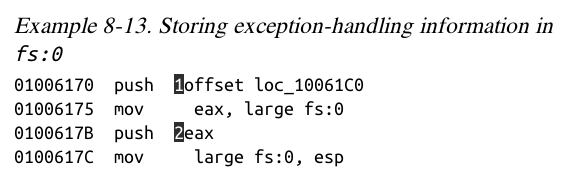 Example 8-13. Storing exception-handling information in
fs:0
01006170  push  1offset loc_10061C0
01006175  mov     eax, large fs:0
0100617B  push  2eax
0100617C  mov     large fs:0, esp